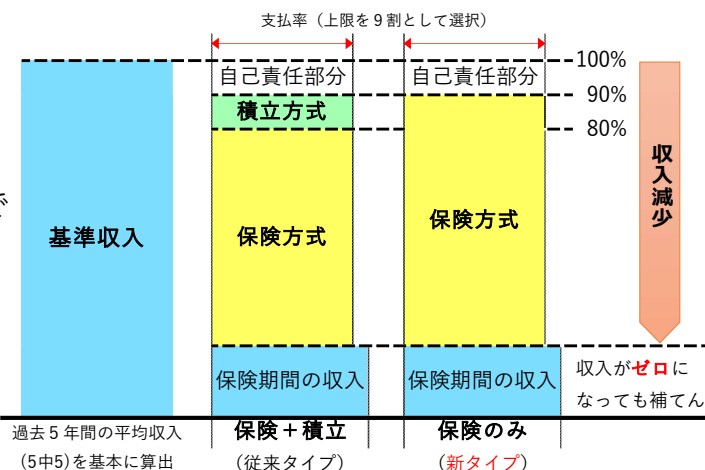 支払率（上限を９割として選択）
100%
自己責任部分
自己責任部分
90%
積立方式
80%
収入減少
で
基準収入
保険方式
保険方式
保険期間の収入
保険期間の収入
収入がゼロに
なっても補てん
過去５年間の平均収入
(5中5)を基本に算出
保険＋積立
(従来タイプ)
保険のみ
(新タイプ)